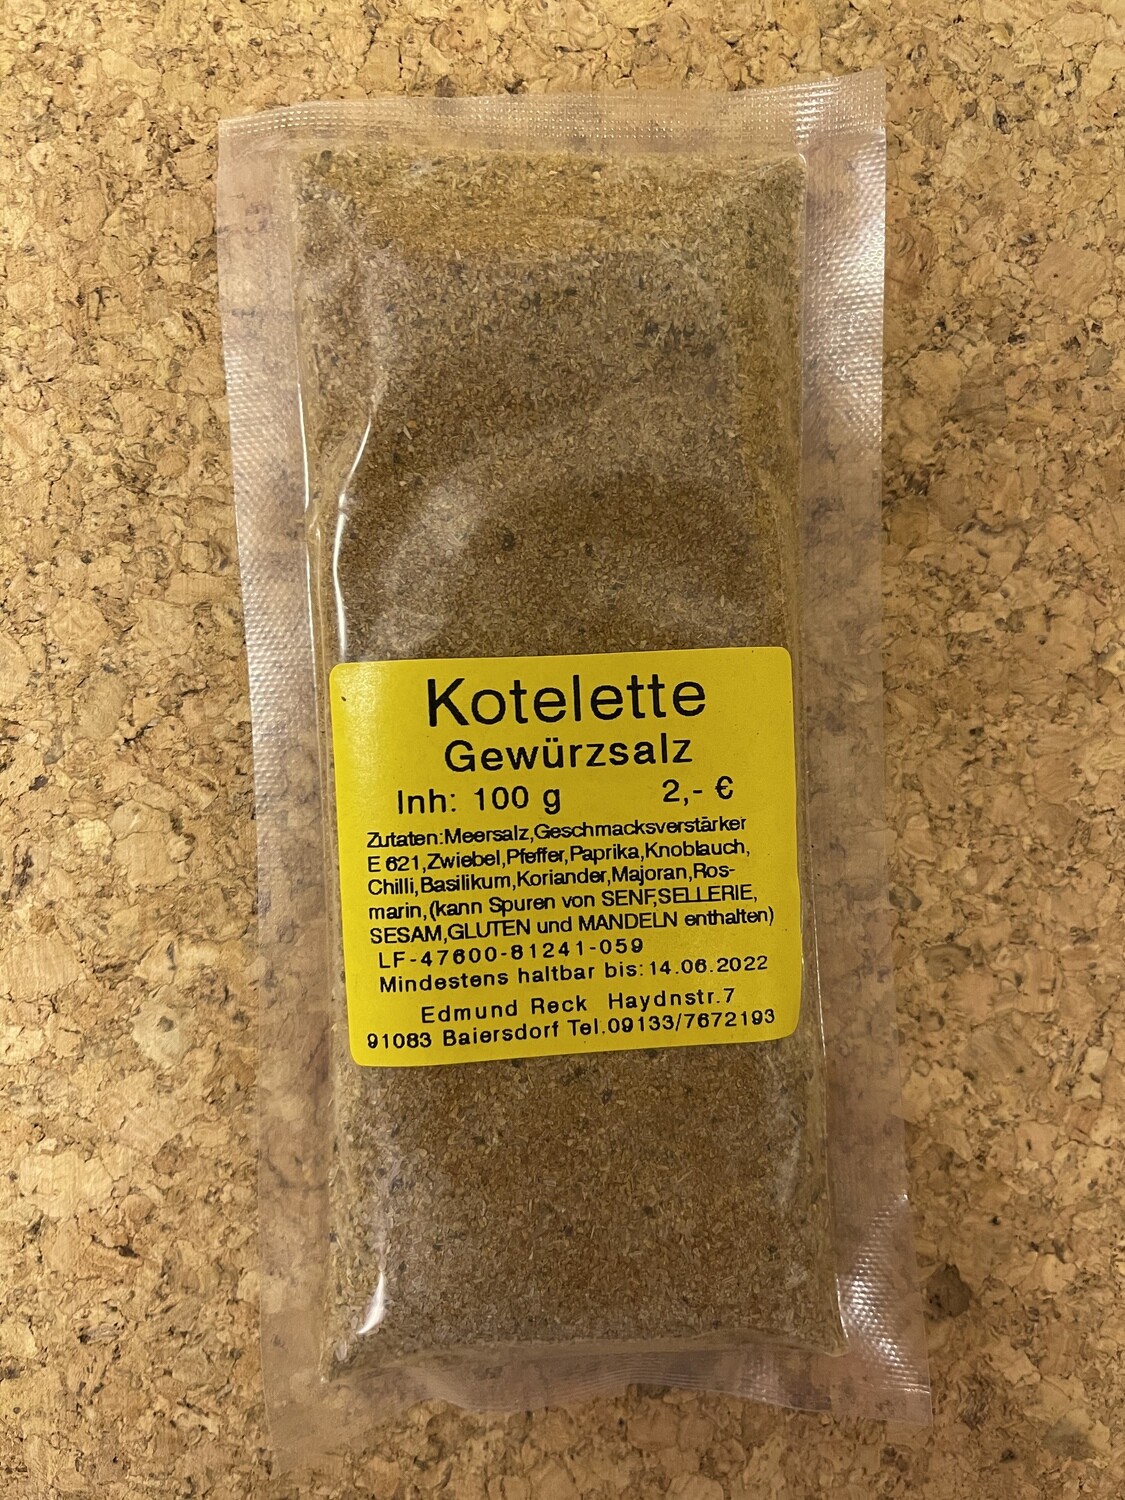 Kotelette
Gewürzsalz
Inh: 100 g 2,- €
Zutaten:Meersalz,Geschmacksverstärker
E 621,Zwiebel,Pfeffer,Paprika,Knoblauch,
Chilli,Basilikum,Koriander,Majoran,Ros-
marin,(kann Spuren von SENF,SELLERIE,
SESAM,GLUTEN und MANDELN enthalten)
LF-47600-81241-059
Mindestens haltbar bis:14.06.2022
Edmund Reck Haydnstr.7
91083 Baiersdorf Tel.09133/7672193